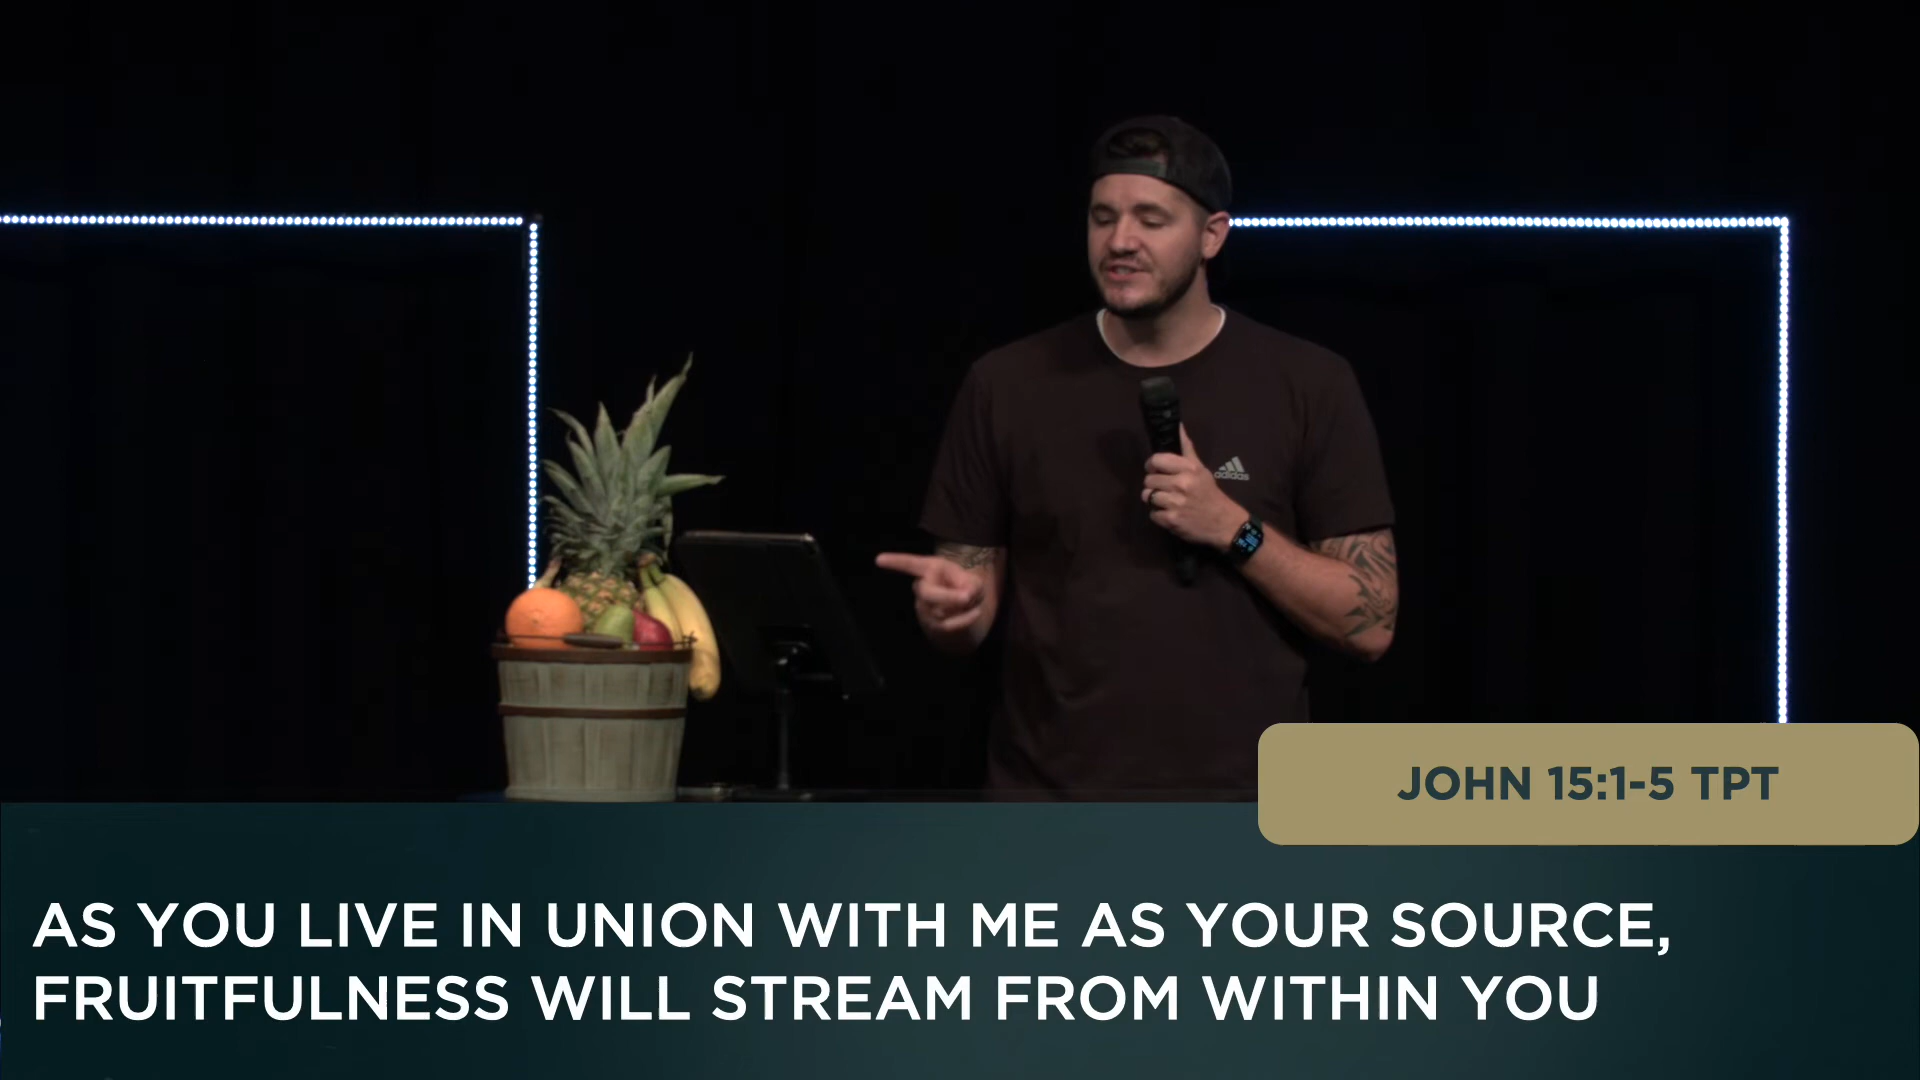 adidas
JOHN 15:1-5 TPT
AS YOU LIVE IN UNION WITH ME AS YOUR SOURCE,
FRUITFULNESS WILL STREAM FROM WITHIN YOU